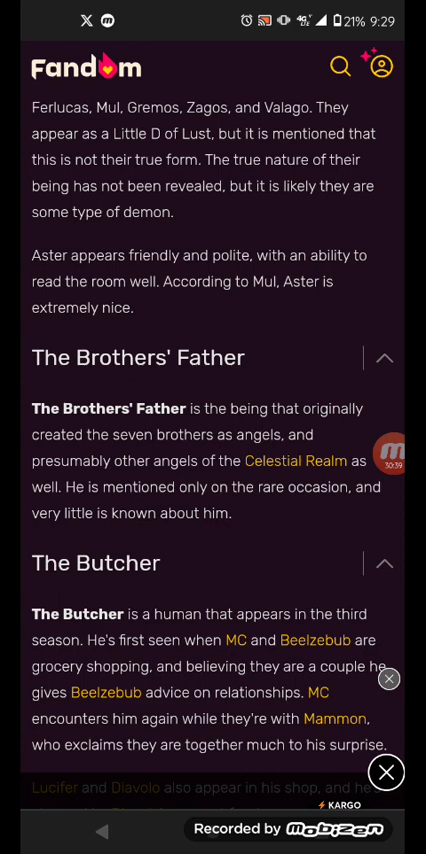 21% 9:29
Fandom
Ferlucas, Mul, Gremos, Zagos, and Valago. They
appear as a Little D of Lust, but it is mentioned that
this is not their true form. The true nature of their
being has not been revealed, but it is likely they are
some type of demon.
Aster appears friendly and polite, with an ability to
read the room well. According to Mul, Aster is
extremely nice.
The Brothers' Father
The Brothers' Father is the being that originally
created the seven brothers as angels, and
presumably other angels of the Celestial Realm as
well. He is mentioned only on the rare occasion, and
very little is known about him.
30:39
The Butcher
The Butcher is a human that appears in the third
season. He's first seen when MC and Beelzebub are
grocery shopping, and believing they are a couple he
gives Beelzebub advice on relationships. MC
encounters him again while they're with Mammon,
who exclaims they are together much to his surprise.
Lucifer and Diavolo also appear in his shop, and he's
KARGO
Recorded by mobizen